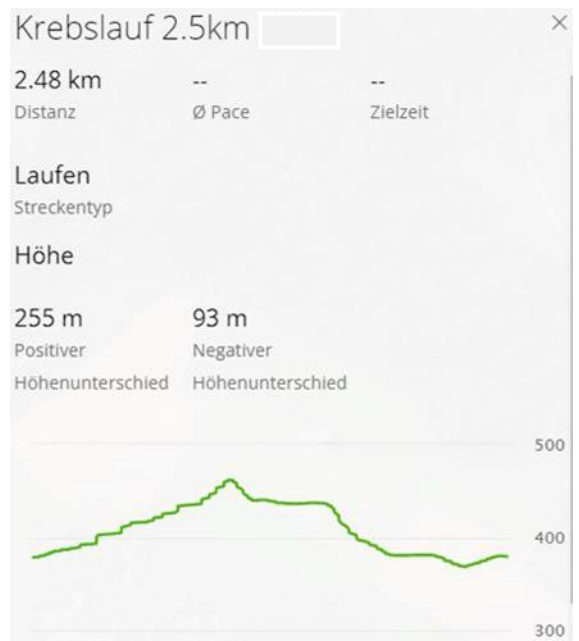 Krebslauf 2.5km
2.48 km -- --
Distanz Ø Pace Zielzeit
Laufen
Streckentyp
Höhe
255 m 93 m
Positiver Negativer
Höhenunterschied Höhenunterschied
500
400
300